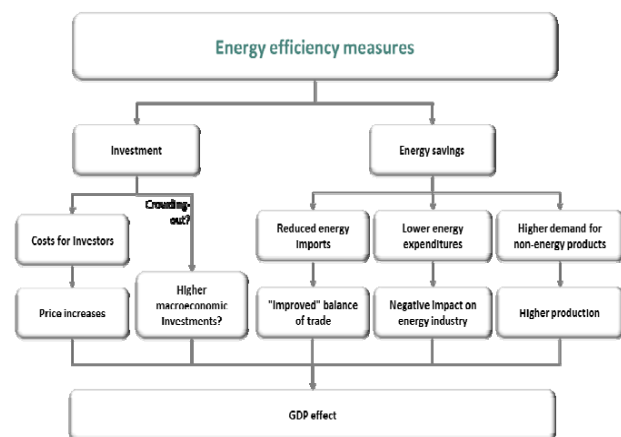 Energy efficiency measures
Investment
Energy savings
Crowding-
out?
Costs for Investors
Reduced energy
Imports
Lower energy
expenditures
Higher demand for
non-energy products
Price increases
Higher
macroeconomic
Investments?
"Improved" balance
of trade
Negative Impact on
energy industry
Higher production
GDP effect